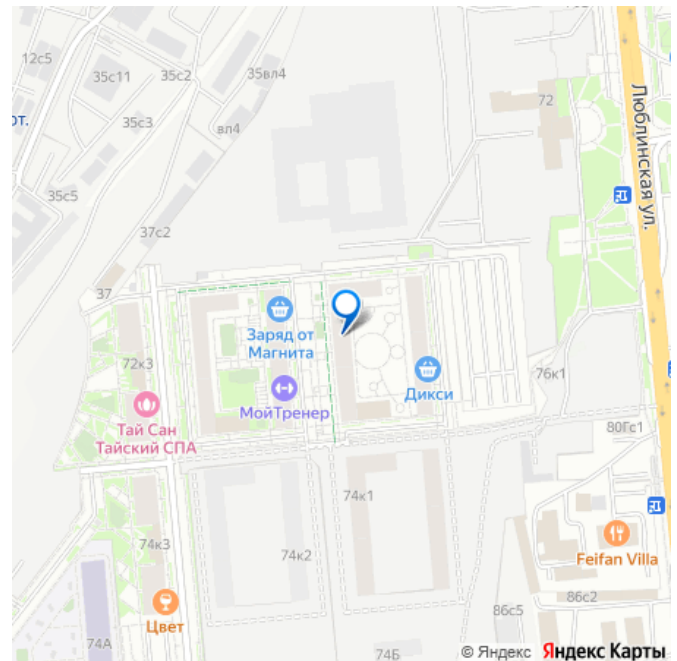 12с5
35с11
35с2
35вл4
от.
35с3
вл4
72
35с5
Люблинская ул.
37с2
37
Заряд от
Магнита
72к3
МойТренер
Дикси
76к1
Тай Сан
Тайский СПА
80Гс1
74к1
74к3
74к2
Feifan Villa
86с2
86с5
Цвет
74А
74Б
© Яндекс Яндекс Карты